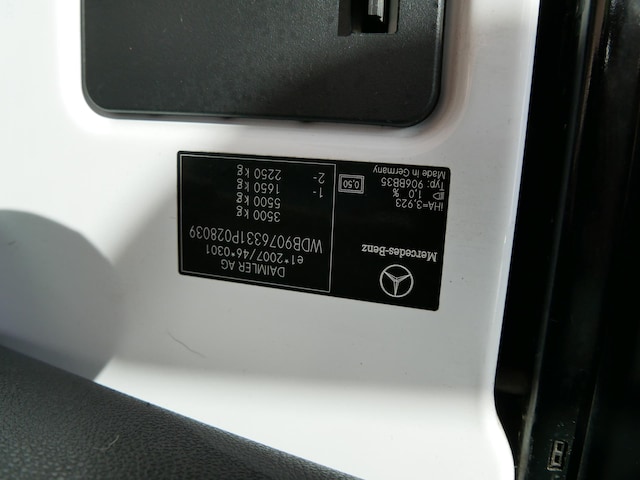 Mercedes-Benz
iHA=3,923
1,0 %
Typ: 906BB35
Made in Germany
0,50
DAIMLER AG
e1*2007/46*0301
WDB9076331P028039
3500 kg
5500 kg
1- 1650 kg
2- 2250 kg